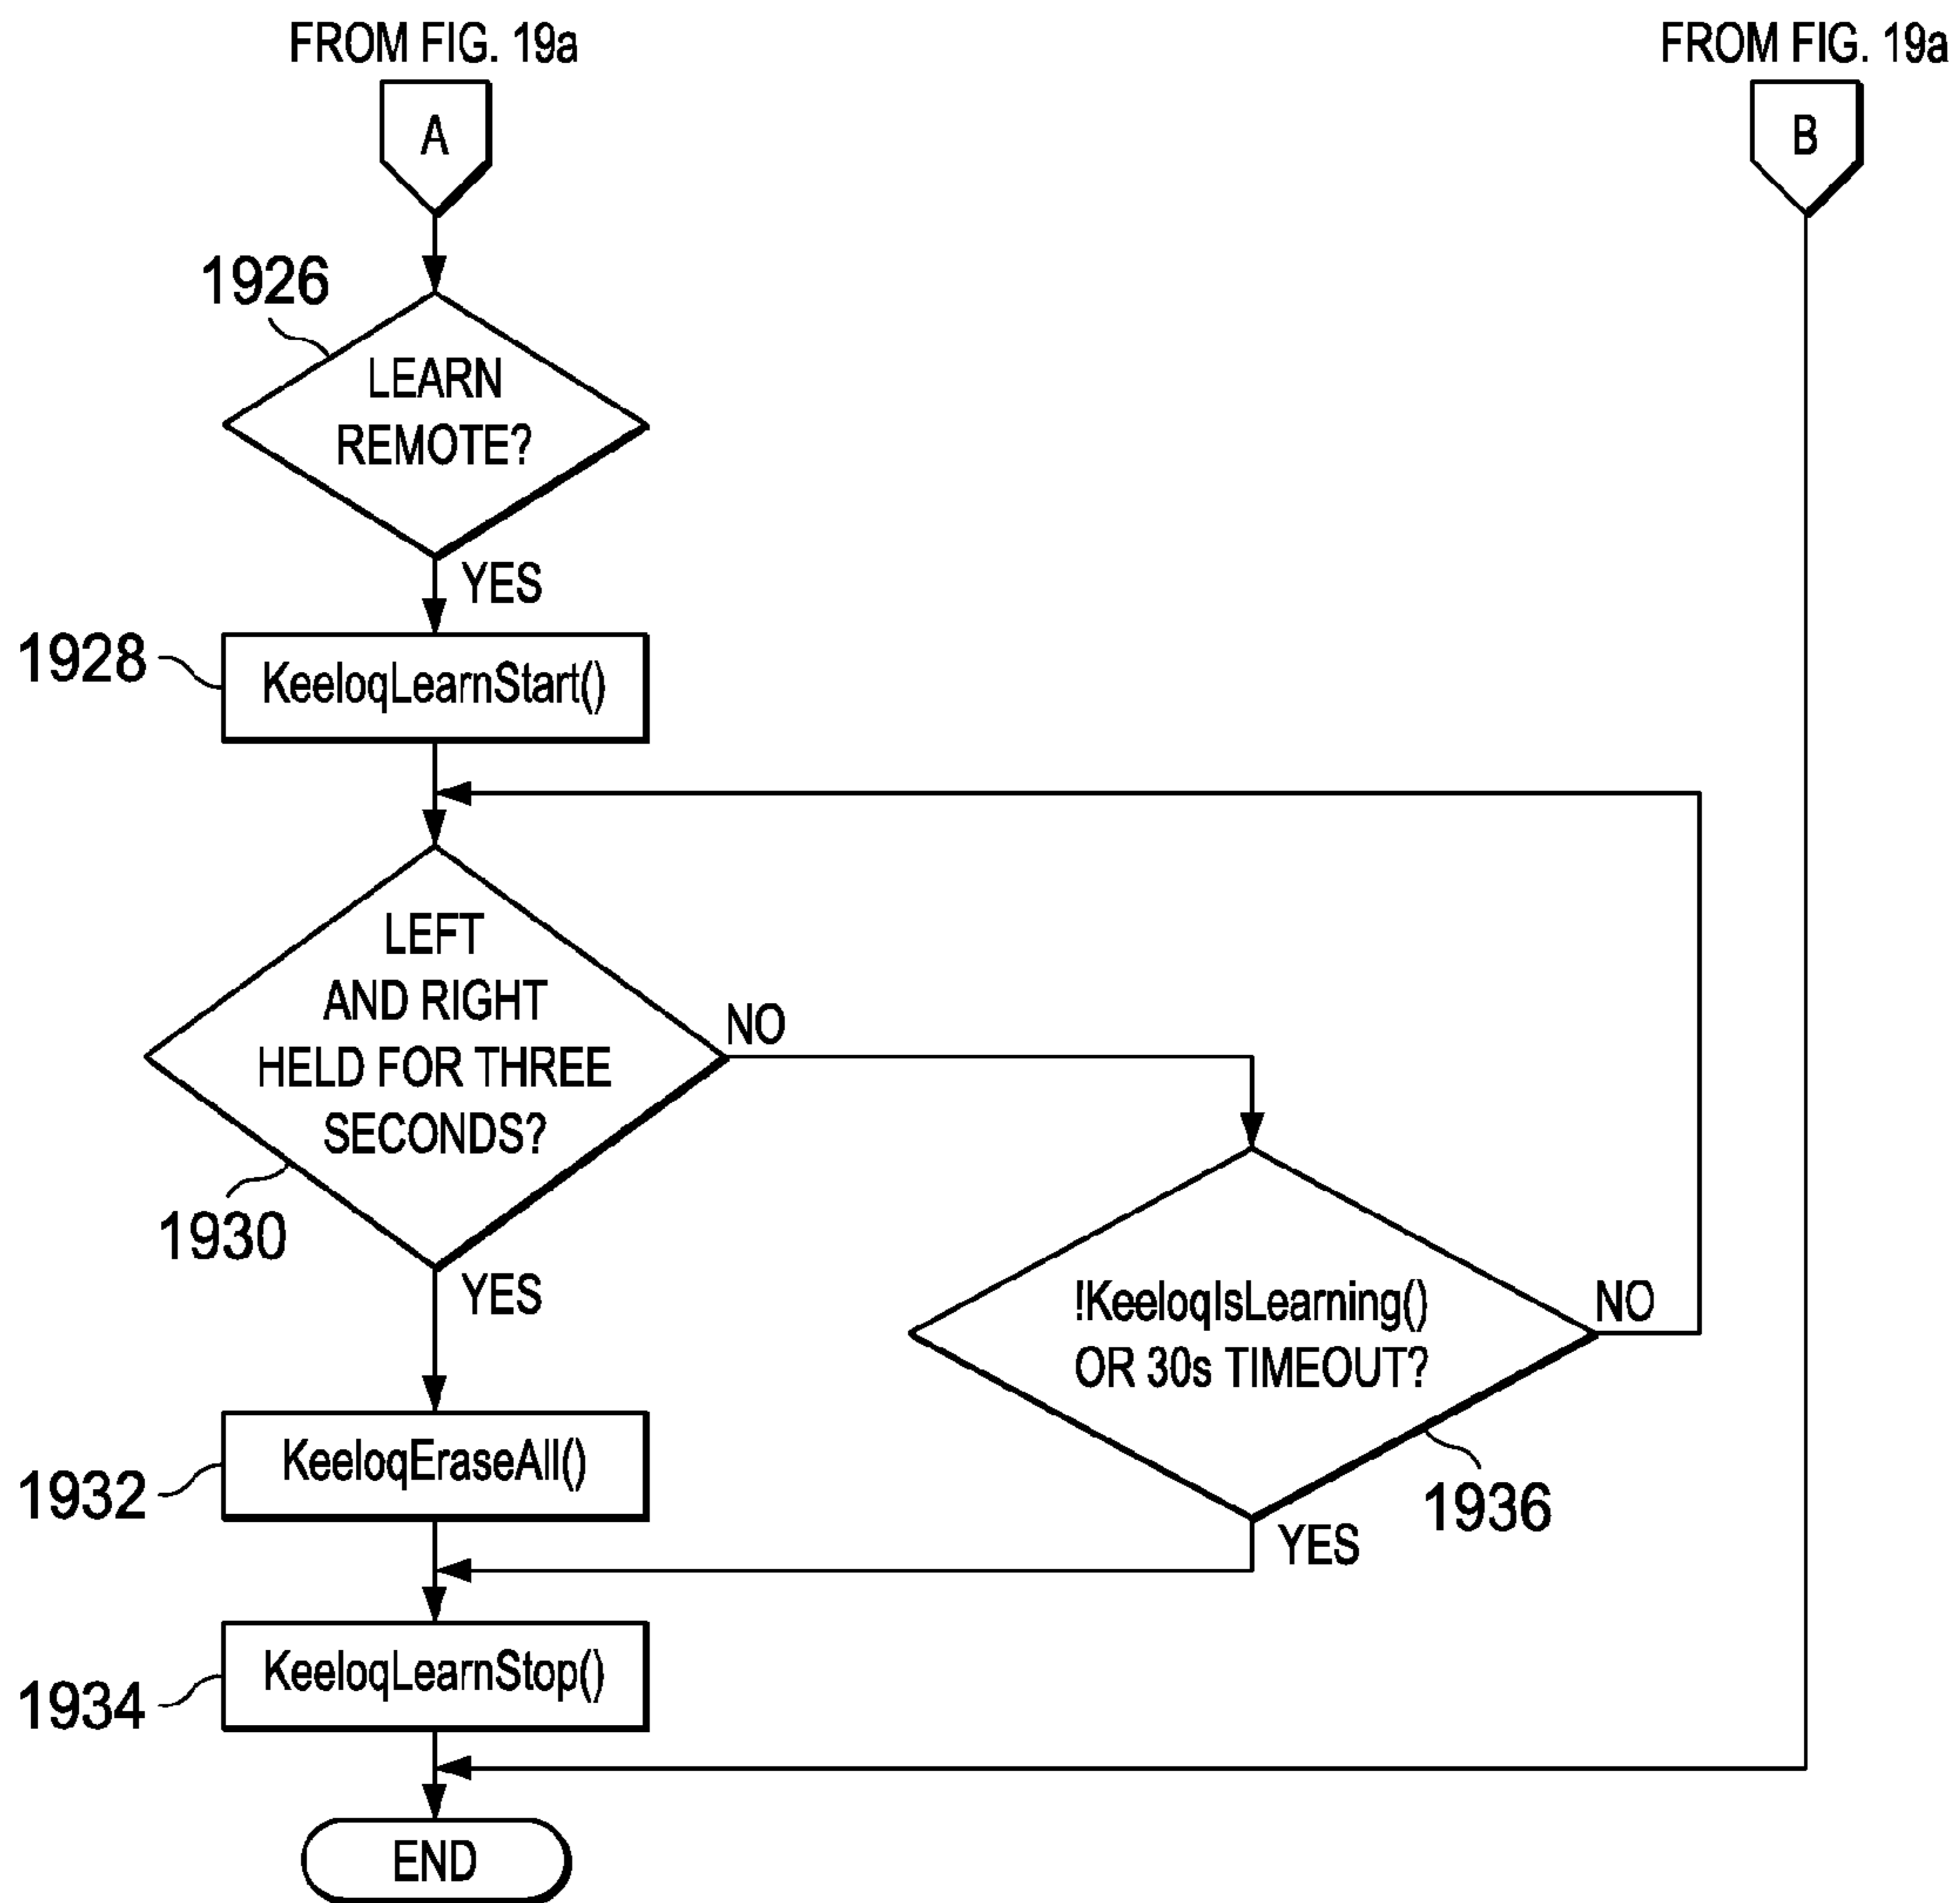 FROM FIG. 19a
A
FROM FIG. 19a
B
1926
LEARN
REMOTE?
YES
1928
KeeloqLearnStart()
LEFT
AND RIGHT
HELD FOR THREE
SECONDS?
NO
1930
YES
!KeeloqIsLearning()
OR 30s TIMEOUT?
NO
1936
YES
1932
KeeloqEraseAll()
1934
KeeloqLearnStop()
END